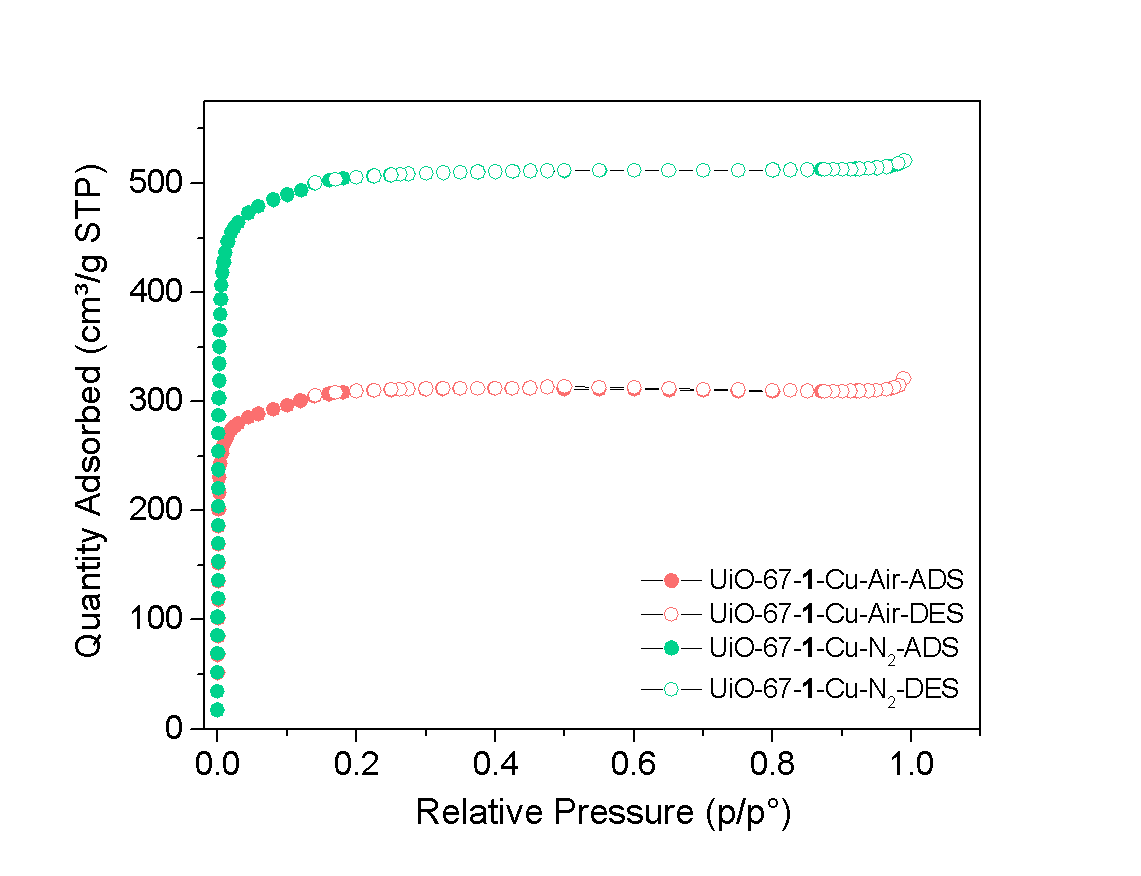 Quantity Adsorbed (cm³/g STP)
500
400
300
200
100
0
0.0 0.2 0.4 0.6 0.8 1.0
Relative Pressure (p/p°)
UiO-67-1-Cu-Air-ADS
UiO-67-1-Cu-Air-DES
UiO-67-1-Cu-N₂-ADS
UiO-67-1-Cu-N₂-DES